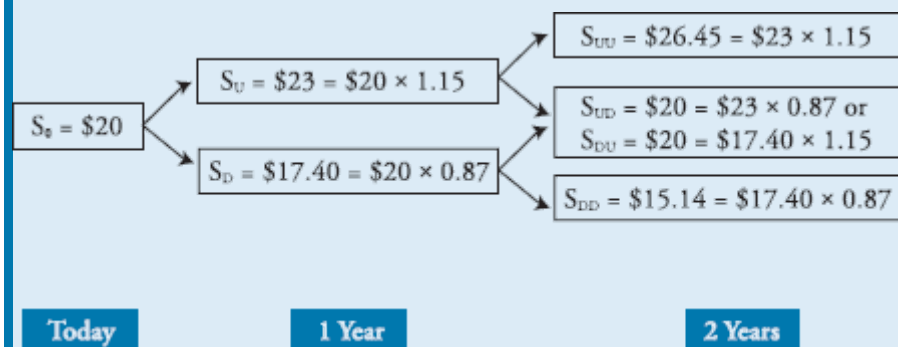 S₀ = $20
S_U = $23 = $20 × 1.15
S_D = $17.40 = $20 × 0.87
S_UU = $26.45 = $23 × 1.15
S_UD = $20 = $23 × 0.87 or
S_DU = $20 = $17.40 × 1.15
S_DD = $15.14 = $17.40 × 0.87
Today
1 Year
2 Years